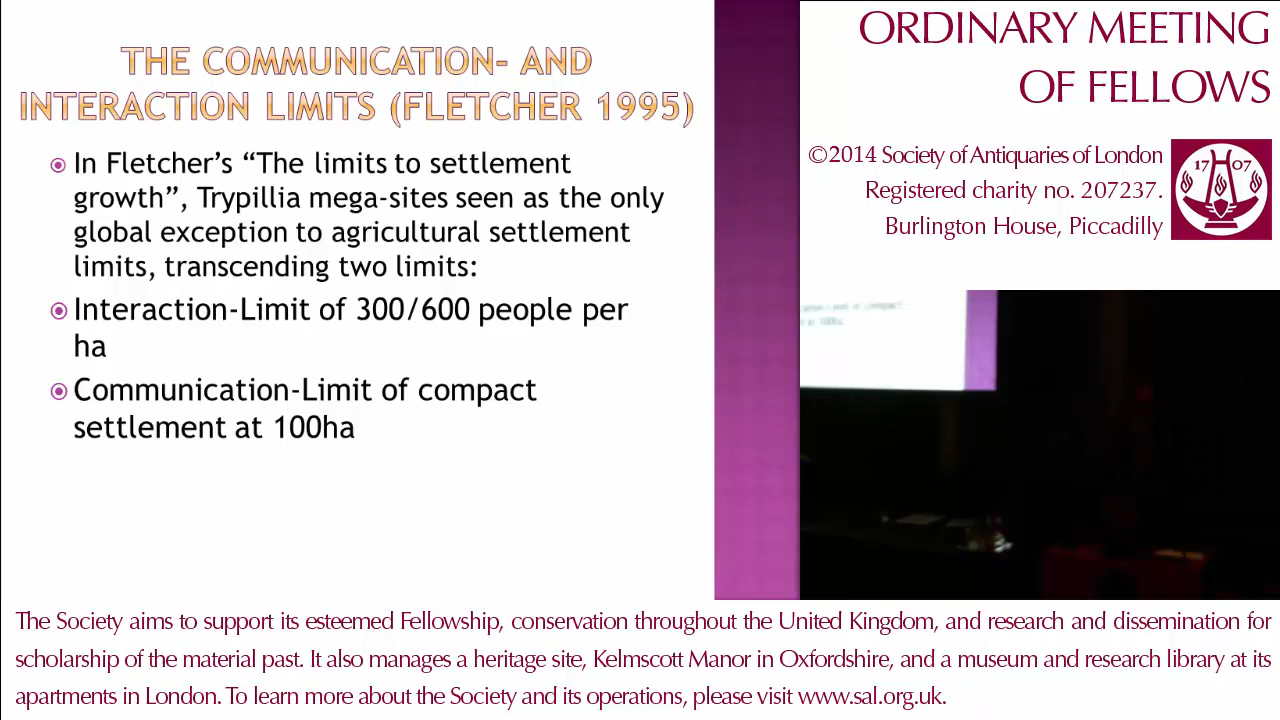 THE COMMUNICATION- AND
INTERACTION LIMITS (FLETCHER 1995)
In Fletcher’s “The limits to settlement
growth”, Trypillia mega-sites seen as the only
global exception to agricultural settlement
limits, transcending two limits:
Interaction-Limit of 300/600 people per
ha
Communication-Limit of compact
settlement at 100ha
ORDINARY MEETING
OF FELLOWS
©2014 Society of Antiquaries of London
Registered charity no. 207237.
Burlington House, Piccadilly
17 07
compact
at 100ha
The Society aims to support its esteemed Fellowship, conservation throughout the United Kingdom, and research and dissemination for
scholarship of the material past. It also manages a heritage site, Kelmscott Manor in Oxfordshire, and a museum and research library at its
apartments in London. To learn more about the Society and its operations, please visit www.sal.org.uk.